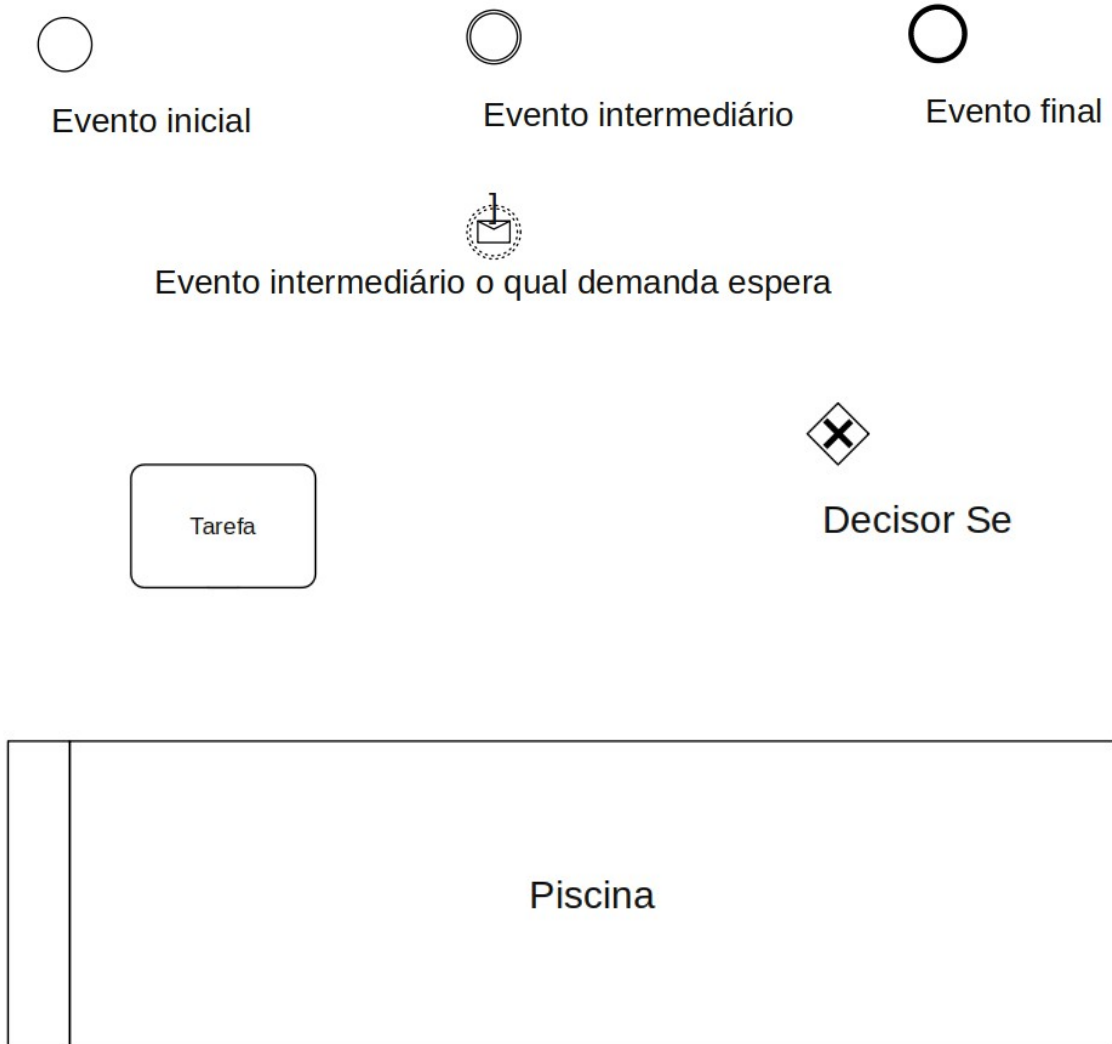 Evento inicial
Evento intermediário
Evento final
Evento intermediário o qual demanda espera
Tarefa
Decisor Se
Piscina